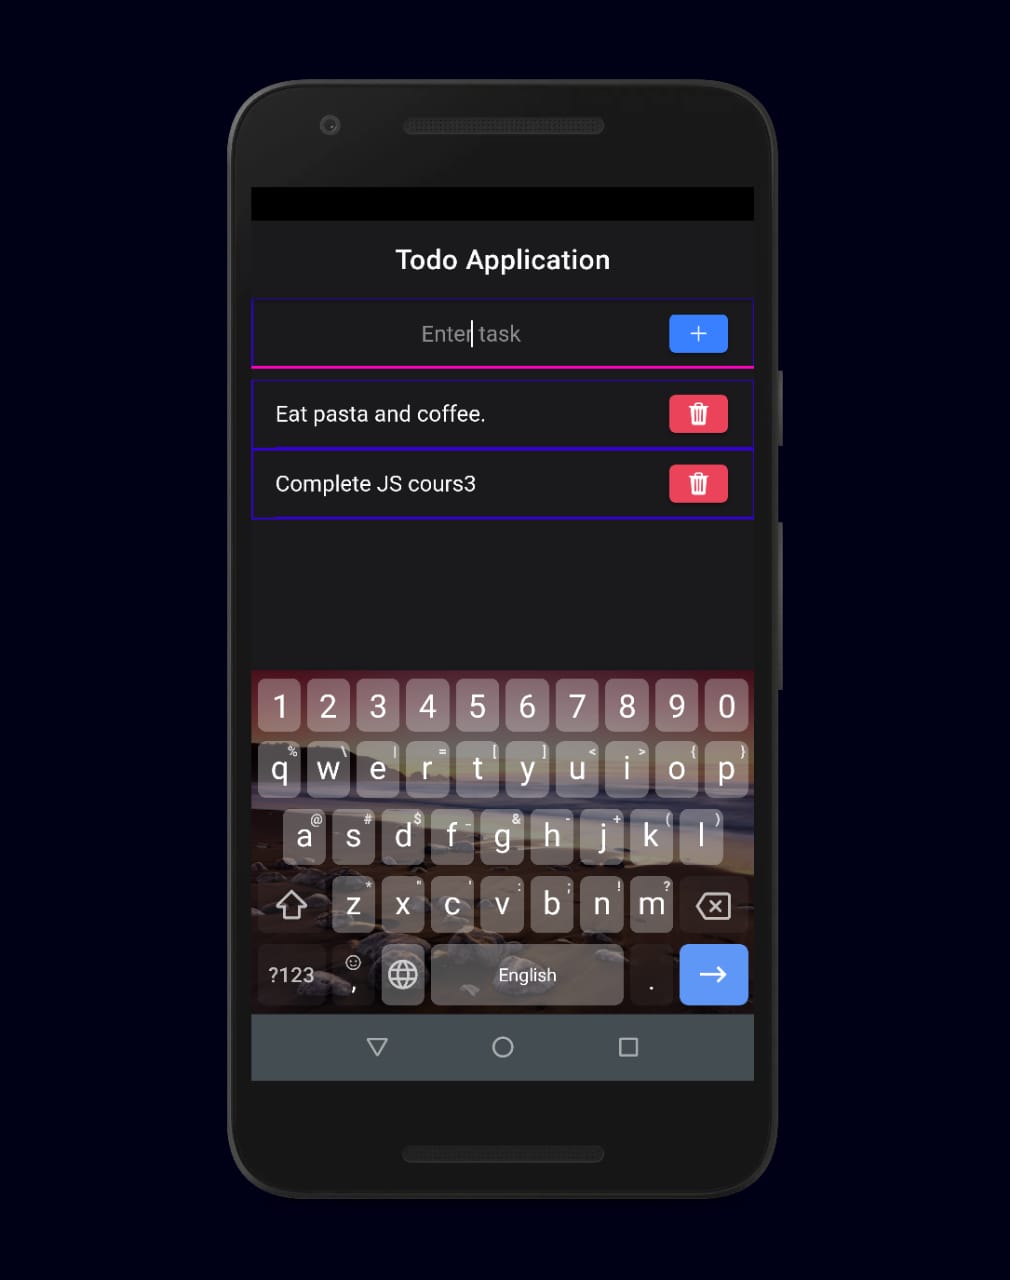 Todo Application
Enter task
Eat pasta and coffee.
Complete JS cours3
1 2 3 4 5 6 7 8 9 0
% \ | = [ ] < > { }
q w e r t y u i o p
@ # $ _ & - + ( )
a s d f g h j k l
* " ' : ; ! ?
z x c v b n m
?123 , English .